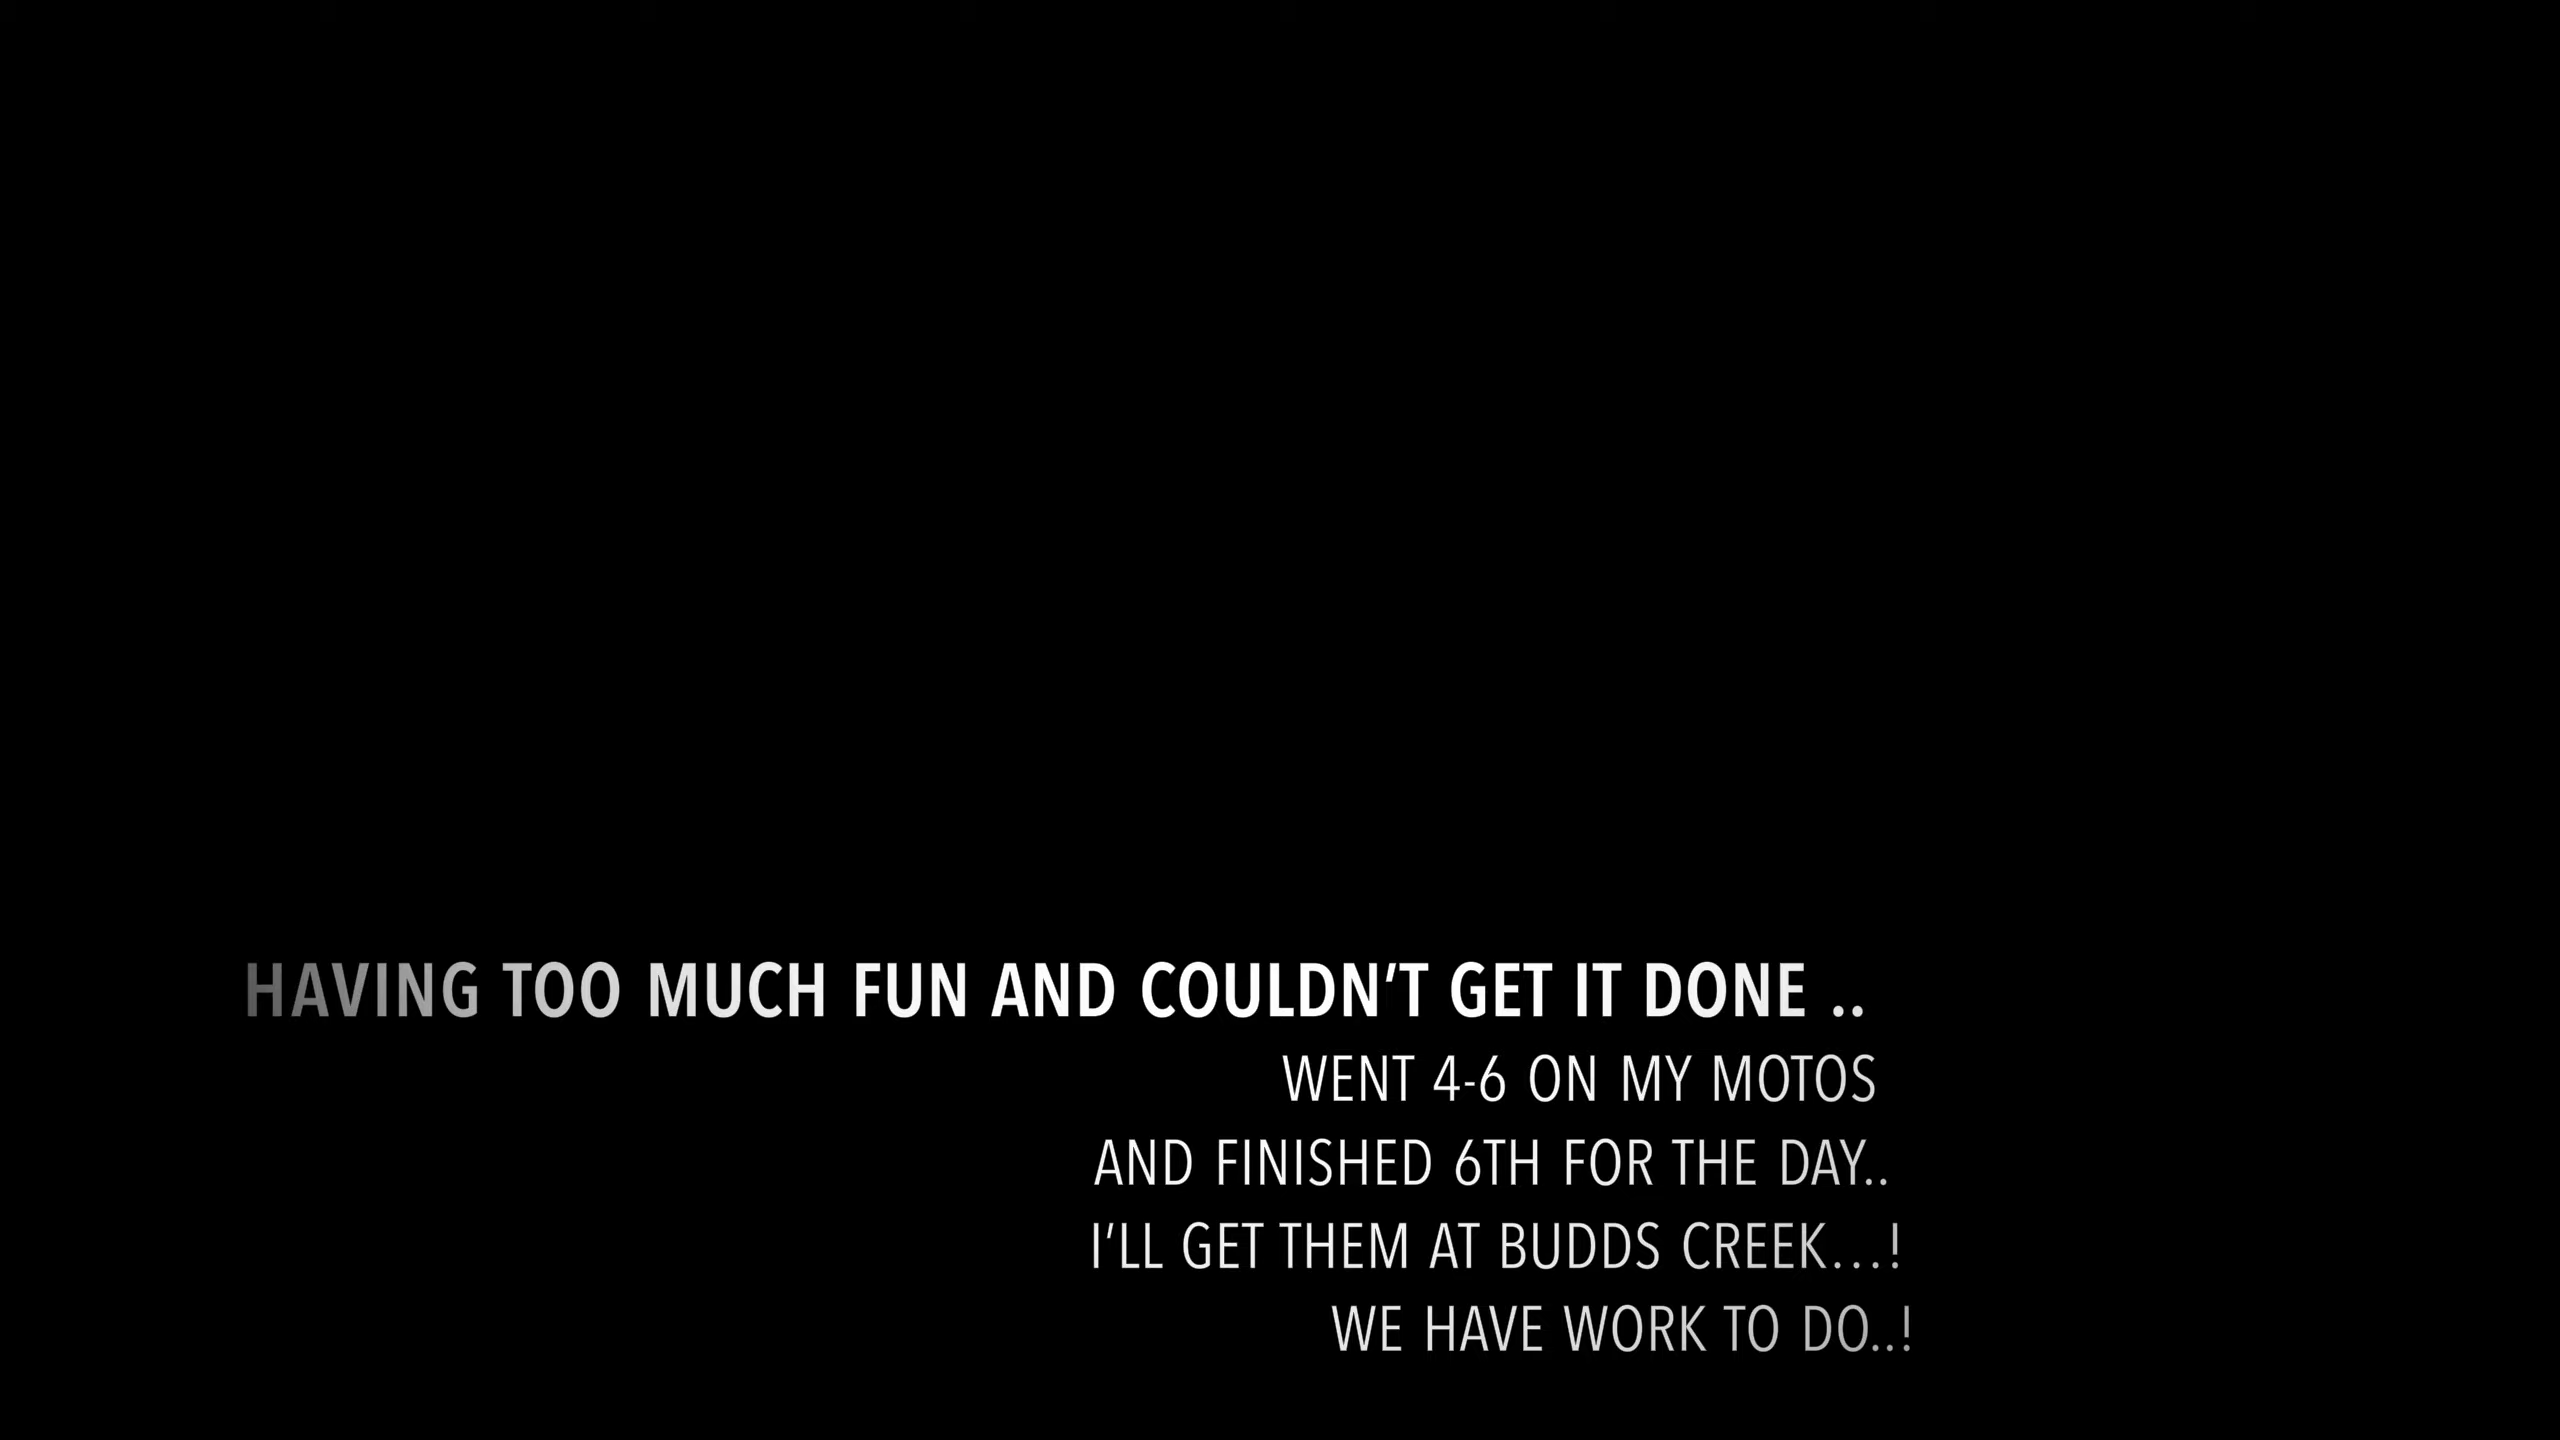 HAVING TOO MUCH FUN AND COULDN’T GET IT DONE ..
WENT 4-6 ON MY MOTOS
AND FINISHED 6TH FOR THE DAY..
I’LL GET THEM AT BUDDS CREEK...!
WE HAVE WORK TO DO..!